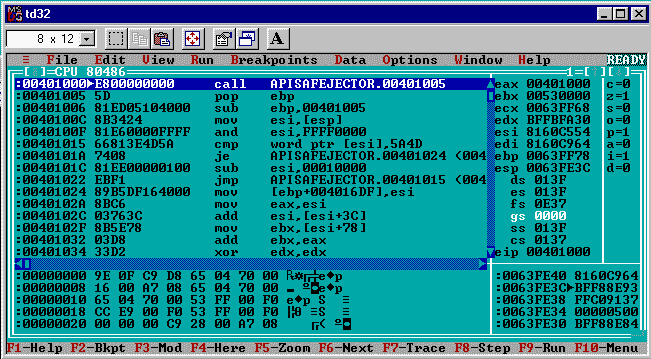 td32
8 x 12 A
≡ File Edit View Run Breakpoints Data Options Window Help READY
[■]=CPU 80486 1=[↑][↓]
:00401000▶E800000000 call APISAFEJECTOR.00401005 eax 00401000 c=0
:00401005 5D pop ebp ebx 00530000 z=1
:00401006 81ED05104000 sub ebp,00401005 ecx 0063FF68 s=0
:0040100C 8B3424 mov esi,[esp] edx BFFBFA30 o=0
:0040100F 81E60000FFFF and esi,FFFF0000 esi 8160C554 p=1
:00401015 66813E4D5A cmp word ptr [esi],5A4D edi 8160C964 a=0
:0040101A 7408 je APISAFEJECTOR.00401024 (004 ebp 0063FF78 i=1
:0040101C 81EE00000100 sub esi,00010000 esp 0063FE3C d=0
:00401022 EBF1 jmp APISAFEJECTOR.00401015 (004 ds 013F
:00401024 89B5DF164000 mov [ebp+004016DF],esi es 013F
:0040102A 8BC6 mov eax,esi fs 0E37
:0040102C 03763C add esi,[esi+3C] gs 0000
:0040102F 8B5E78 mov ebx,[esi+78] ss 013F
:00401032 03D8 add ebx,eax cs 0137
:00401034 33D2 xor edx,edx eip 00401000
:00000000 9E 0F C9 D8 65 04 70 00 :0063FE40 8160C964
:00000008 16 00 A7 08 65 04 70 00 :0063FE3C▶BFF88E93
:00000010 65 04 70 00 53 FF 00 F0 e♦p S ≡ :0063FE38 FFC09137
:00000018 CC E9 00 F0 53 FF 00 F0 :0063FE34 00000500
:00000020 00 00 00 C9 28 00 A7 08 :0063FE30 BFF88E84
F1-Help F2-Bkpt F3-Mod F4-Here F5-Zoom F6-Next F7-Trace F8-Step F9-Run F10-Menu